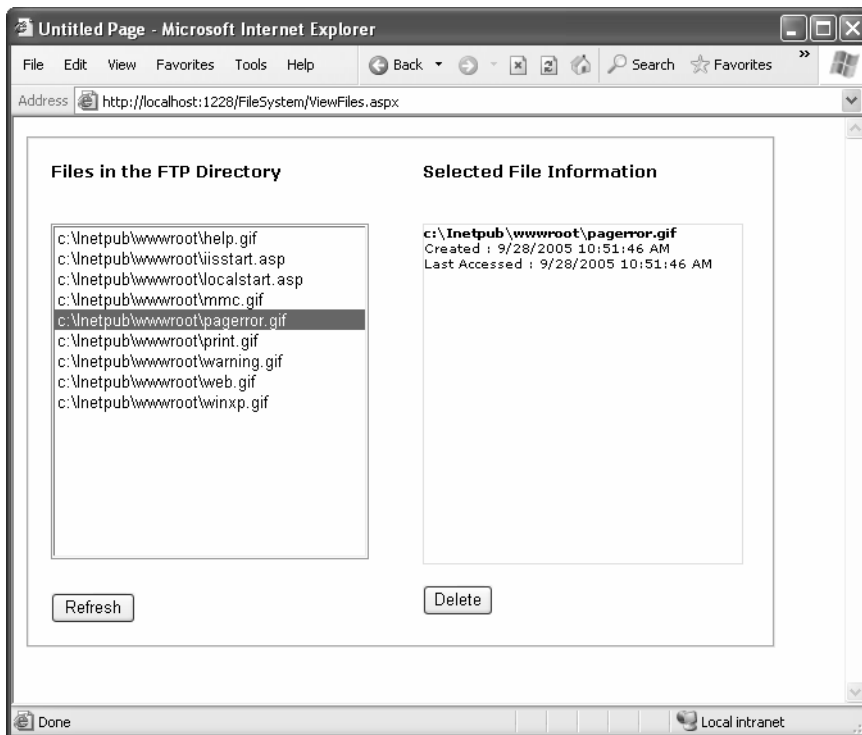 Untitled Page - Microsoft Internet Explorer
File Edit View Favorites Tools Help Back Search Favorites »
Address http://localhost:1228/FileSystem/ViewFiles.aspx
Files in the FTP Directory
c:\Inetpub\wwwroot\help.gif
c:\Inetpub\wwwroot\iisstart.asp
c:\Inetpub\wwwroot\localstart.asp
c:\Inetpub\wwwroot\mmc.gif
c:\Inetpub\wwwroot\pagerror.gif
c:\Inetpub\wwwroot\print.gif
c:\Inetpub\wwwroot\warning.gif
c:\Inetpub\wwwroot\web.gif
c:\Inetpub\wwwroot\winxp.gif
Refresh
Selected File Information
c:\Inetpub\wwwroot\pagerror.gif
Created : 9/28/2005 10:51:46 AM
Last Accessed : 9/28/2005 10:51:46 AM
Delete
Done
Local intranet